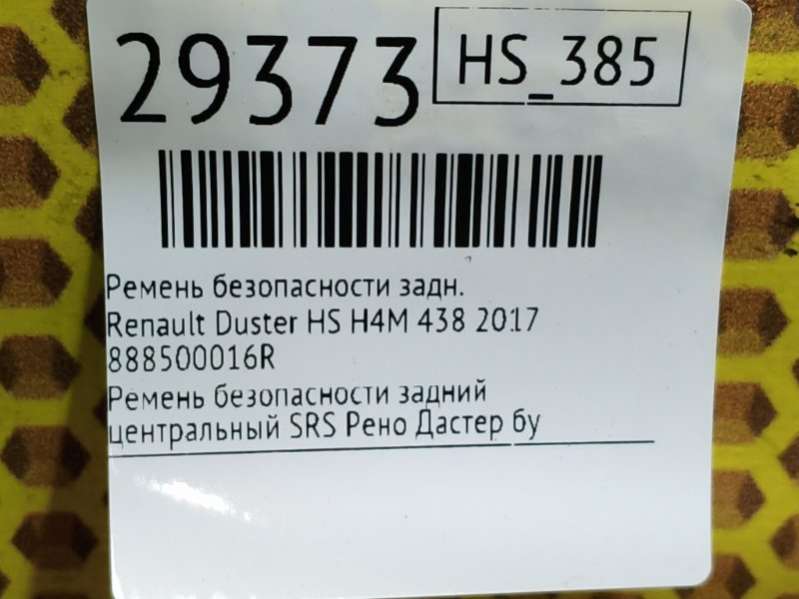 29373
HS_385
Ремень безопасности задн.
Renault Duster HS H4M 438 2017
888500016R
Ремень безопасности задний
центральный SRS Рено Дастер бу